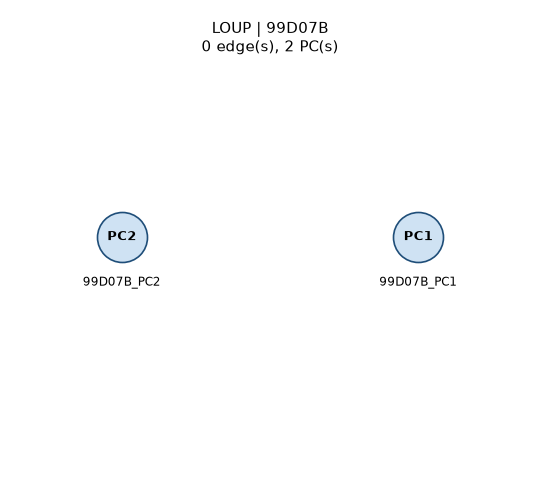 LOUP | 99D07B
0 edge(s), 2 PC(s)
PC2
PC1
99D07B_PC2
99D07B_PC1